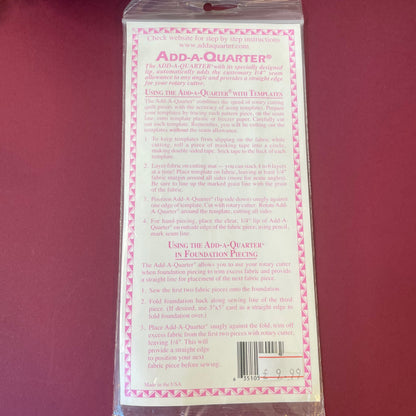 Check website for step by step instructions
www.addaquarter.com
ADD-A-QUARTER®
The ADD-A-QUARTER® with its specially designed
lip, automatically adds the customary 1/4" seam
allowance to any angle and provides a straight edge
for your rotary cutter.
USING THE ADD-A-QUARTER® WITH TEMPLATES
The Add-A-Quarter® combines the speed of rotary cutting
quilt pieces with the accuracy of using templates. Prepare
your templates by tracing each pattern piece, on the seam
line, onto template plastic or freezer paper. Carefully cut
out each template. Remember, you will be cutting out the
templates without the seam allowance.
1. To keep templates from slipping on the fabric while
cutting, roll a piece of masking tape into a circle,
making double-sided tape. Stick tape to the back of each
template.
2. Layer fabric on cutting mat — you can stack 4 to 6 layers
at a time! Place template on fabric, leaving at least 1/4"
fabric margin around all sides (more for acute angles).
Be sure to line up the marked grain line with the grain
of the fabric.
3. Position Add-A-Quarter® (lip side down) snugly against
one edge of template. Cut with rotary cutter. Rotate Add-
A-Quarter® around the template, cutting all sides.
4. For hand-piecing, place the clear, 1/4" lip of Add-A-
Quarter® on outside edge of the fabric piece, using pencil,
mark seam line.
USING THE ADD-A-QUARTER®
IN FOUNDATION PIECING
The Add-A-Quarter® allows you to use your rotary cutter
when foundation piecing to trim excess fabric and provide
a straight line for placement of the next fabric piece.
1. Sew the first two fabric pieces onto the foundation.
2. Fold foundation back along sewing line of the third
piece. (If desired, use 3"x5" card as a straight edge to
fold foundation over.)
3. Place Add-A-Quarter® snugly against the fold, trim off
excess fabric from the first two pieces with rotary cutter,
leaving 1/4". This will
provide a straight edge
to position your next
fabric piece before sewing.
£ 9.99
35105
Made in the USA